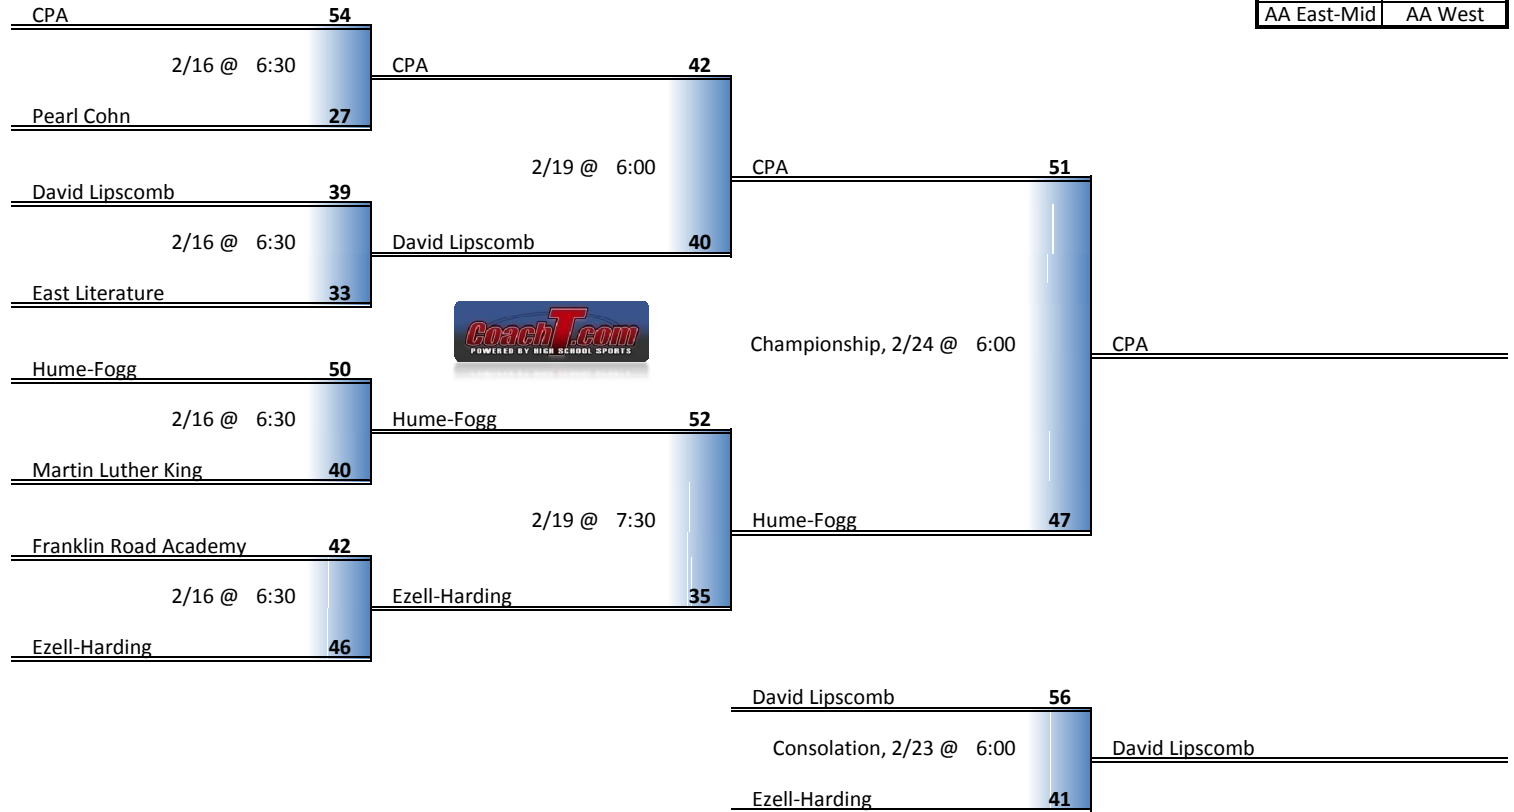 AA East-Mid AA West
CPA 54
2/16 @ 6:30
Pearl Cohn 27
David Lipscomb 39
2/16 @ 6:30
East Literature 33
Hume-Fogg 50
2/16 @ 6:30
Martin Luther King 40
Franklin Road Academy 42
2/16 @ 6:30
Ezell-Harding 46
CPA 42
2/19 @ 6:00
David Lipscomb 40
CoachT.com
POWERED BY HIGH SCHOOL SPORTS
Hume-Fogg 52
2/19 @ 7:30
Ezell-Harding 35
CPA 51
Championship, 2/24 @ 6:00
Hume-Fogg 47
CPA
David Lipscomb 56
Consolation, 2/23 @ 6:00
Ezell-Harding 41
David Lipscomb